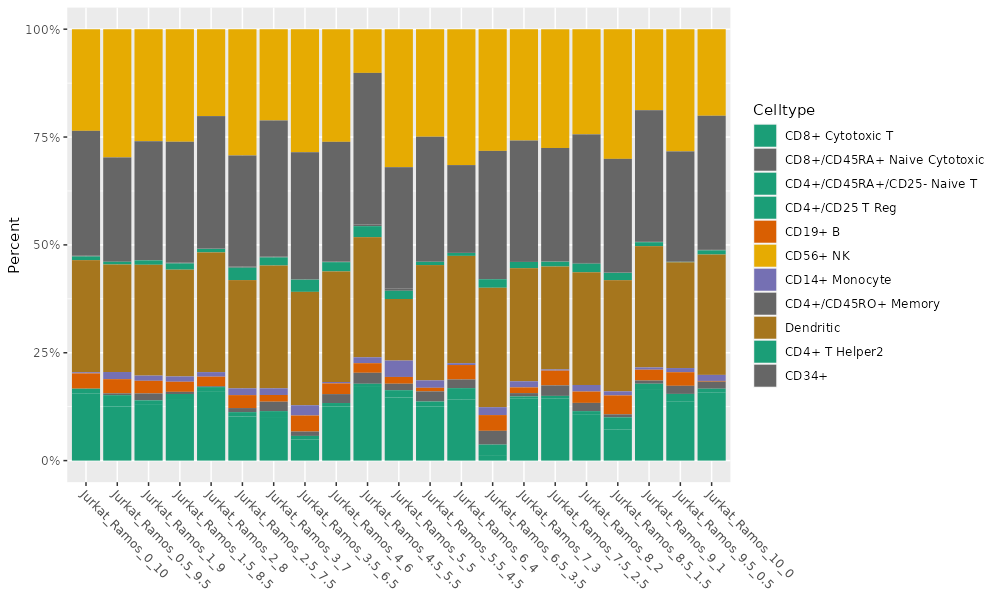 100%
75%
50%
25%
0%
Percent
Jurkat_Ramos_0_10
Jurkat_Ramos_0.5_9.5
Jurkat_Ramos_1_9
Jurkat_Ramos_1.5_8.5
Jurkat_Ramos_2_8
Jurkat_Ramos_2.5_7.5
Jurkat_Ramos_3_7
Jurkat_Ramos_3.5_6.5
Jurkat_Ramos_4_6
Jurkat_Ramos_4.5_5.5
Jurkat_Ramos_5_5
Jurkat_Ramos_5.5_4.5
Jurkat_Ramos_6_4
Jurkat_Ramos_6.5_3.5
Jurkat_Ramos_7_3
Jurkat_Ramos_7.5_2.5
Jurkat_Ramos_8_2
Jurkat_Ramos_8.5_1.5
Jurkat_Ramos_9_1
Jurkat_Ramos_9.5_0.5
Jurkat_Ramos_10_0
Celltype
CD8+ Cytotoxic T
CD8+/CD45RA+ Naive Cytotoxic
CD4+/CD45RA+/CD25- Naive T
CD4+/CD25 T Reg
CD19+ B
CD56+ NK
CD14+ Monocyte
CD4+/CD45RO+ Memory
Dendritic
CD4+ T Helper2
CD34+